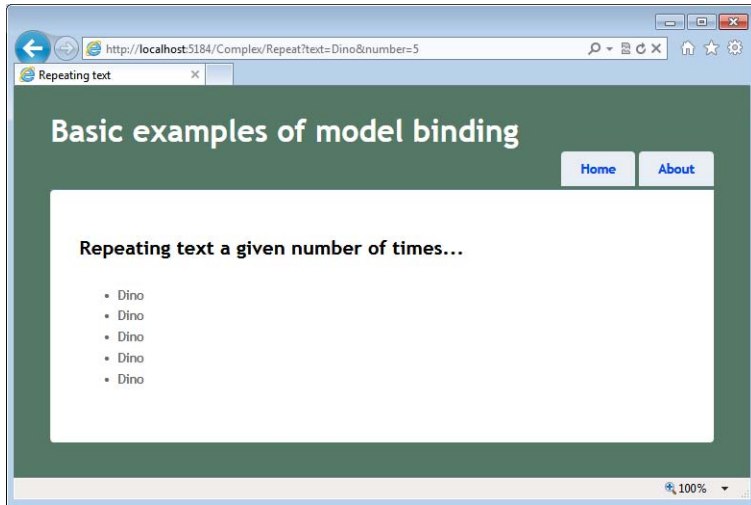 http://localhost:5184/Complex/Repeat?text=Dino&number=5
Repeating text
Basic examples of model binding
Home
About
Repeating text a given number of times...
• Dino
• Dino
• Dino
• Dino
• Dino
100%